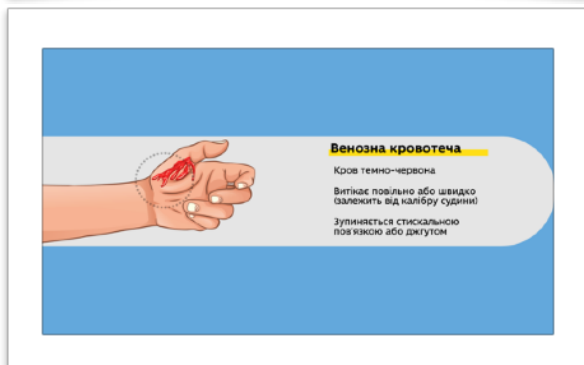 Венозна кровотеча
Кров темно-червона
Витікає повільно або швидко
(залежить від калібру судини)
Зупиняється стискальною
пов'язкою або джгутом